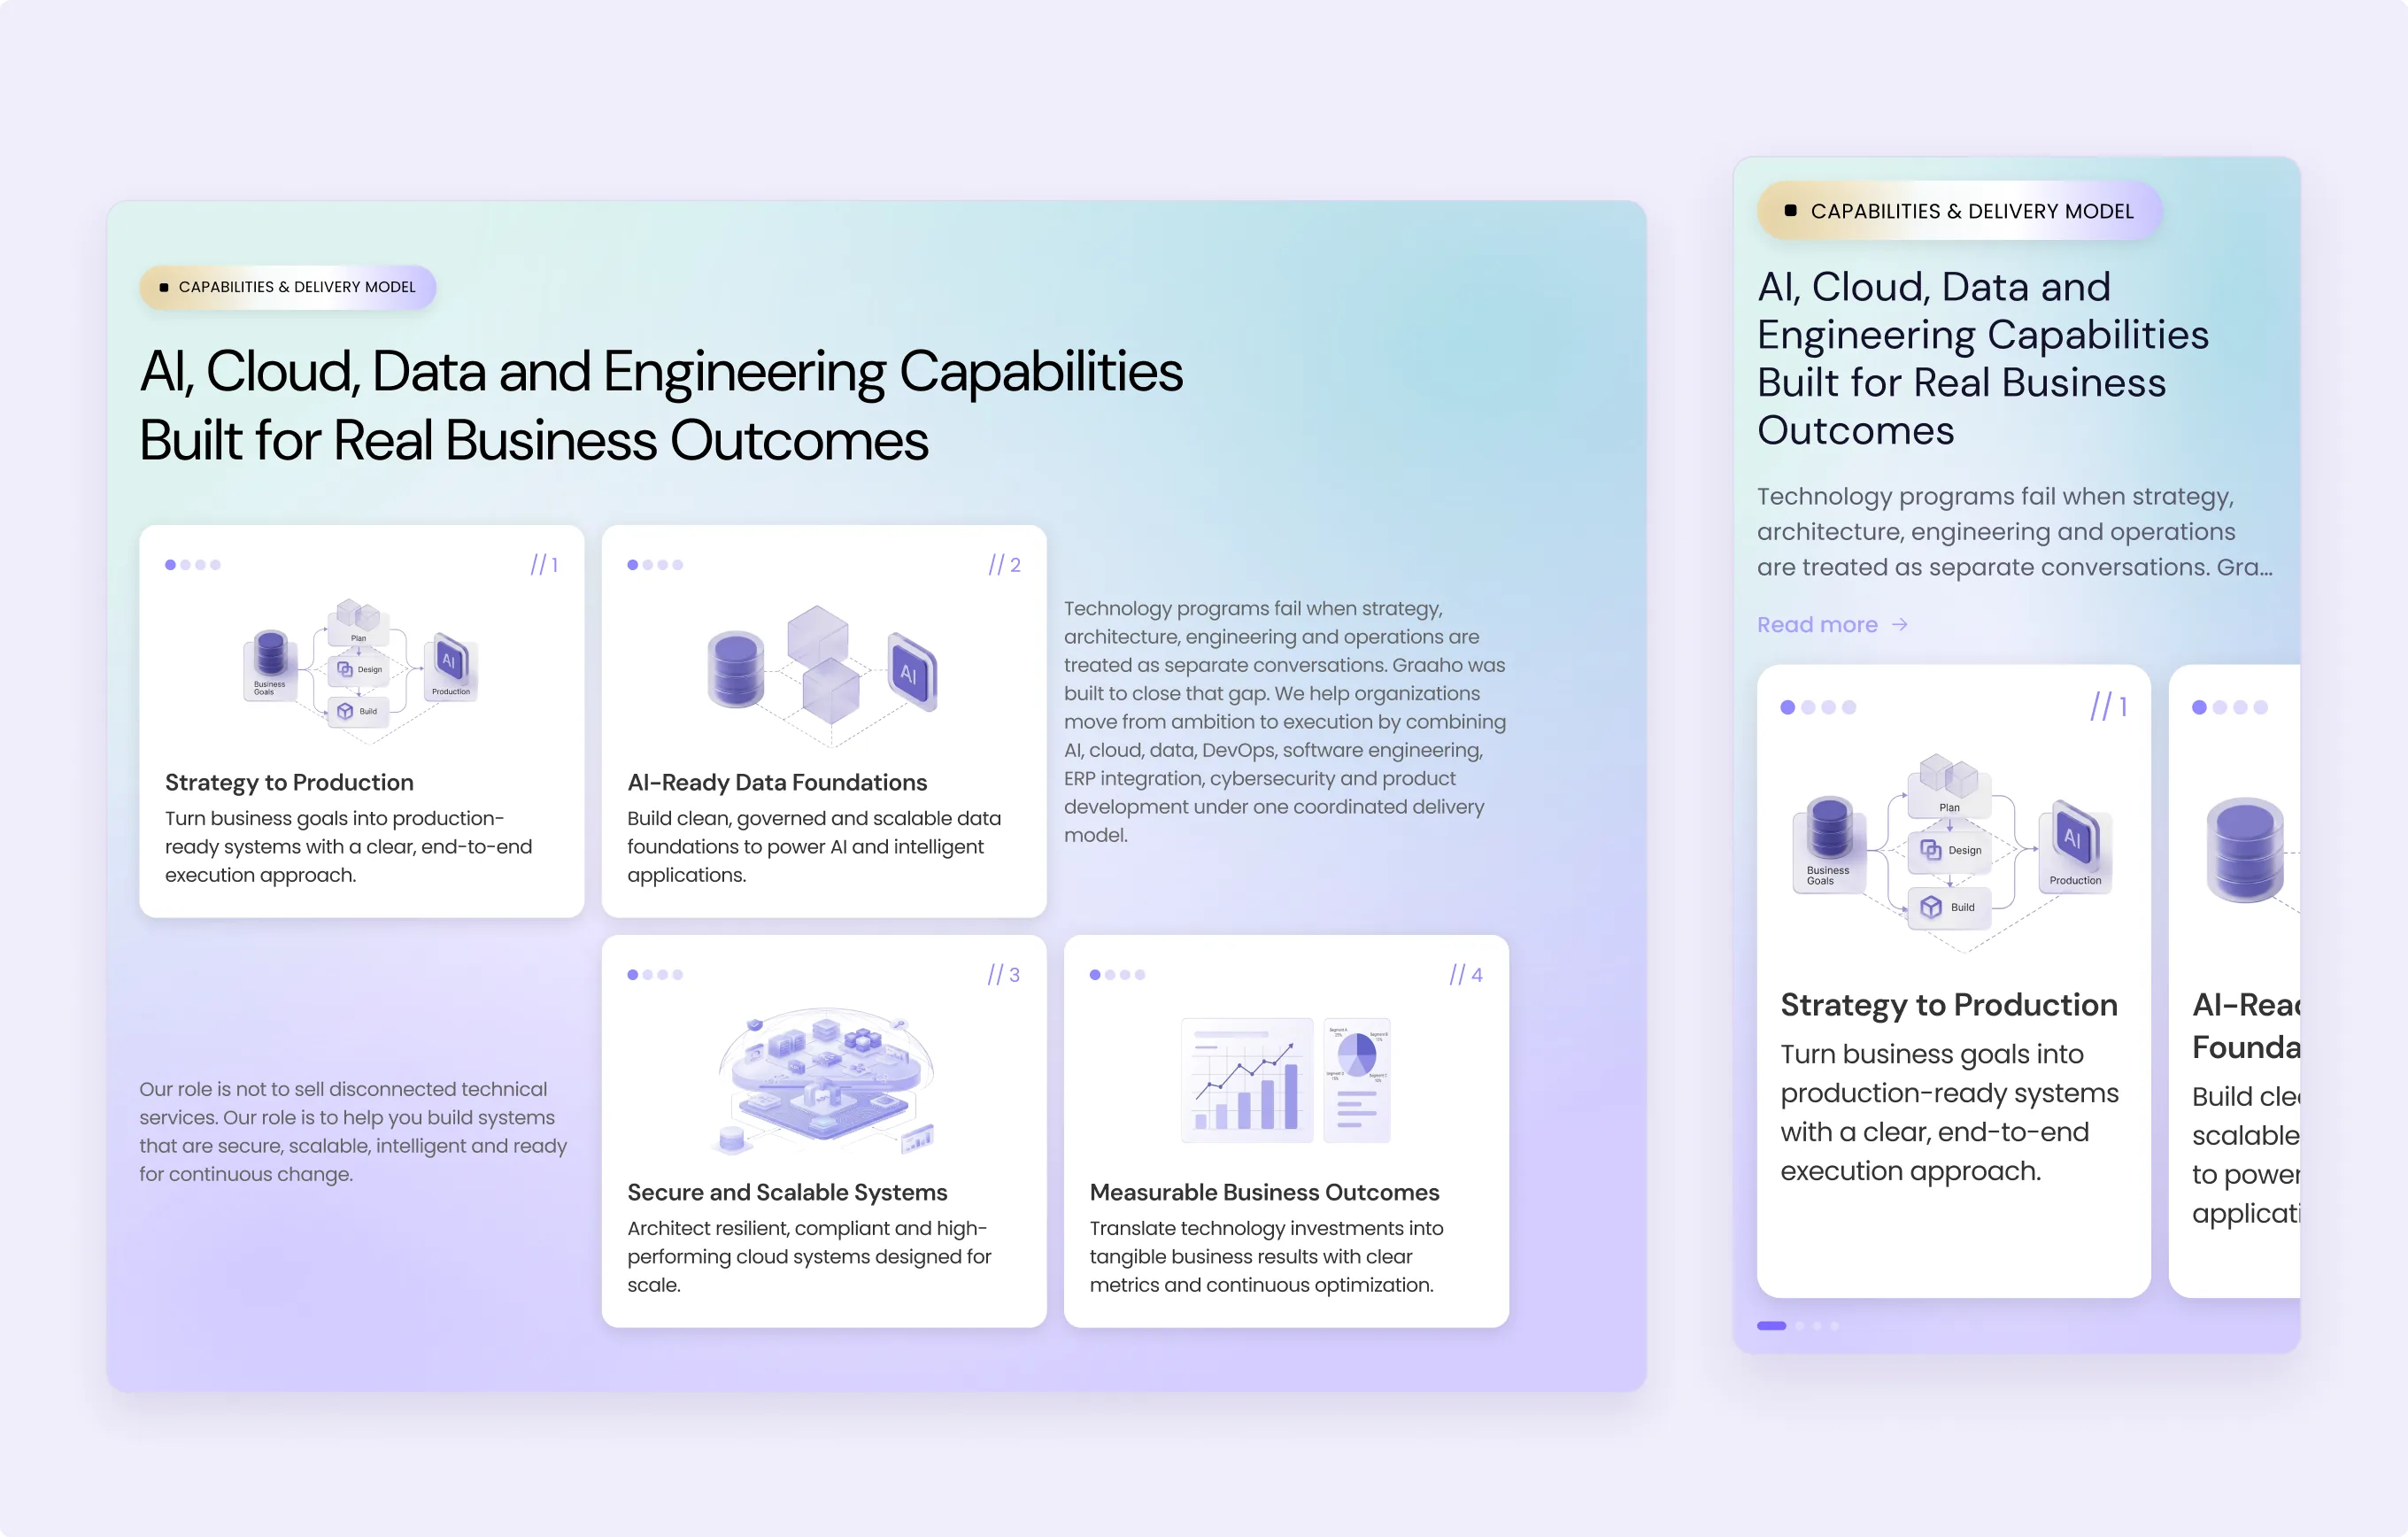 CAPABILITIES & DELIVERY MODEL
AI, Cloud, Data and Engineering Capabilities
Built for Real Business Outcomes
// 1
Plan
Design
Build
Business
Goals
Production
AI
Strategy to Production
Turn business goals into production-
ready systems with a clear, end-to-end
execution approach.
// 2
AI
AI-Ready Data Foundations
Build clean, governed and scalable data
foundations to power AI and intelligent
applications.
Technology programs fail when strategy,
architecture, engineering and operations are
treated as separate conversations. Graaho was
built to close that gap. We help organizations
move from ambition to execution by combining
AI, cloud, data, DevOps, software engineering,
ERP integration, cybersecurity and product
development under one coordinated delivery
model.
Our role is not to sell disconnected technical
services. Our role is to help you build systems
that are secure, scalable, intelligent and ready
for continuous change.
// 3
Secure and Scalable Systems
Architect resilient, compliant and high-
performing cloud systems designed for
scale.
// 4
Measurable Business Outcomes
Translate technology investments into
tangible business results with clear
metrics and continuous optimization.
CAPABILITIES & DELIVERY MODEL
AI, Cloud, Data and
Engineering Capabilities
Built for Real Business
Outcomes
Technology programs fail when strategy,
architecture, engineering and operations
are treated as separate conversations. Gra...
Read more →
// 1
Plan
Design
Build
Business
Goals
AI
Production
Strategy to Production
Turn business goals into
production-ready systems
with a clear, end-to-end
execution approach.
AI-Read
Founda
Build clea
scalable
to power
applicati